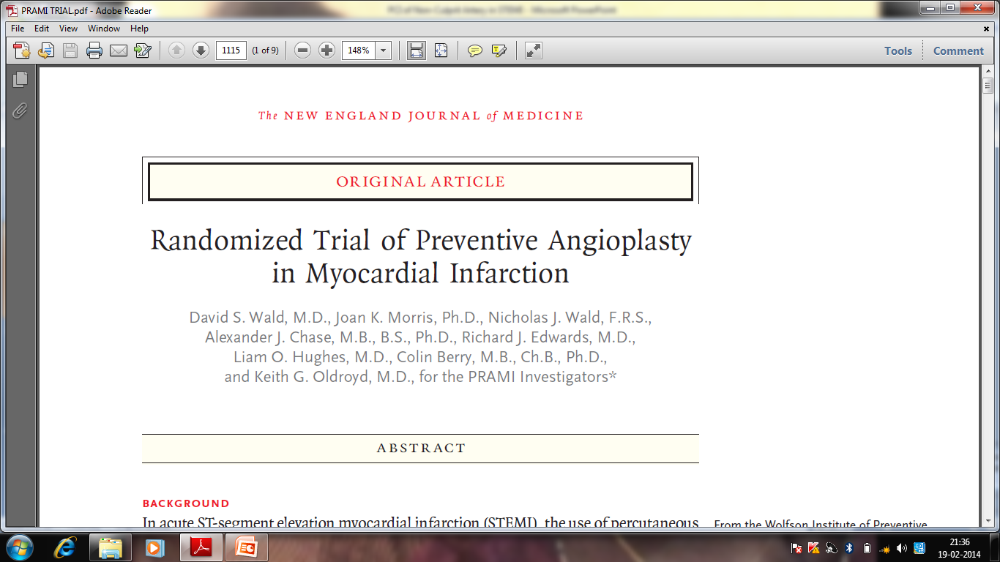 PRAMI TRIAL.pdf - Adobe Reader
PCI of Non Culprit Artery in STEMI - Microsoft PowerPoint
File Edit View Window Help
1115 (1 of 9) 148% Tools Comment
The NEW ENGLAND JOURNAL of MEDICINE
ORIGINAL ARTICLE
Randomized Trial of Preventive Angioplasty
in Myocardial Infarction
David S. Wald, M.D., Joan K. Morris, Ph.D., Nicholas J. Wald, F.R.S.,
Alexander J. Chase, M.B., B.S., Ph.D., Richard J. Edwards, M.D.,
Liam O. Hughes, M.D., Colin Berry, M.B., Ch.B., Ph.D.,
and Keith G. Oldroyd, M.D., for the PRAMI Investigators*
ABSTRACT
BACKGROUND
In acute ST-segment elevation myocardial infarction (STEMI), the use of percutaneous
From the Wolfson Institute of Preventive
21:36
19-02-2014